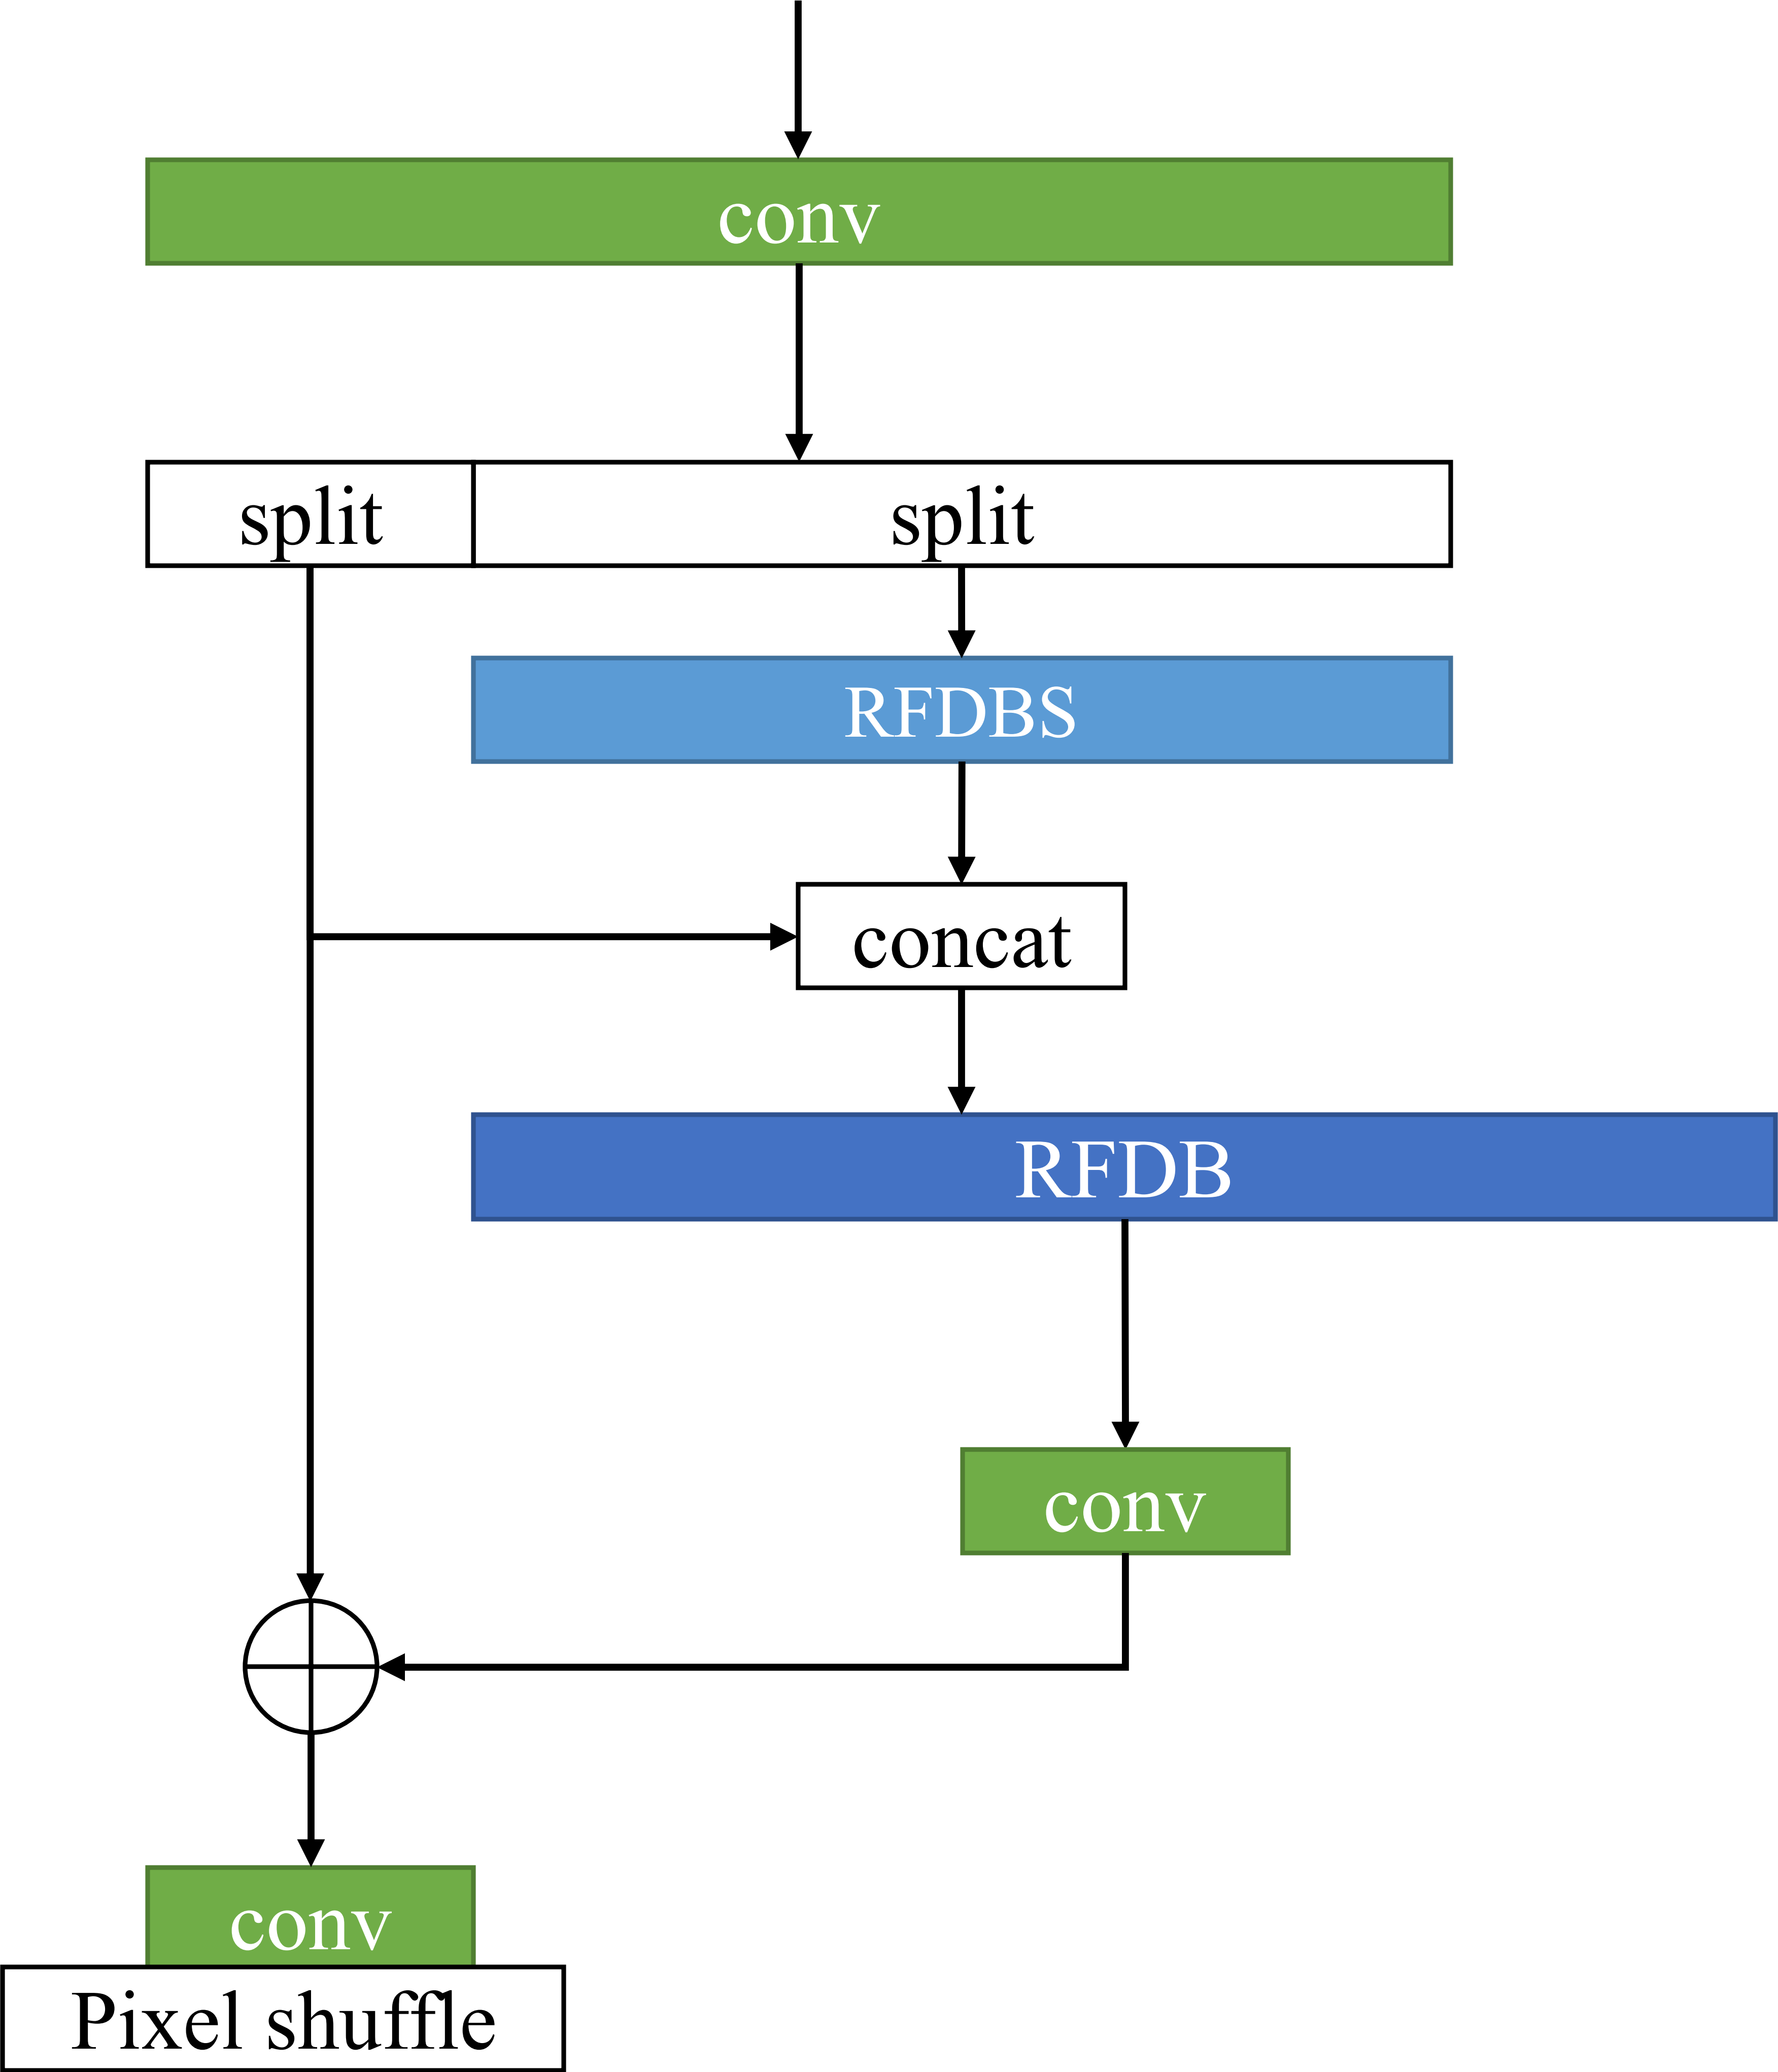 conv
split
split
RFDBS
concat
RFDB
conv
conv
Pixel shuffle